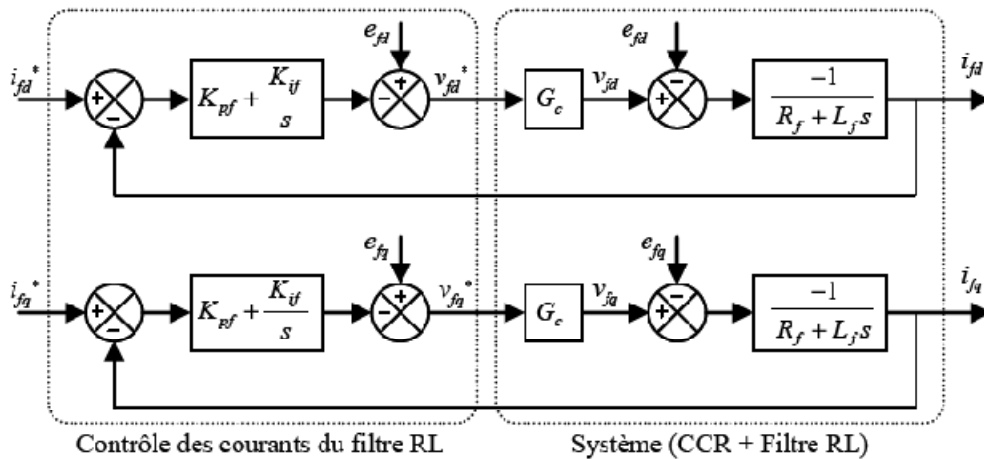 e_fd e_fd
i_fd* + - K_pf + K_if / s - + v_fd* G_c v_fd + - -1 / (R_f + L_f s) i_fd
e_fq e_fq
i_fq* + - K_pf + K_if / s - + v_fq* G_c v_fq + - -1 / (R_f + L_f s) i_fq
Contrôle des courants du filtre RL
Système (CCR + Filtre RL)